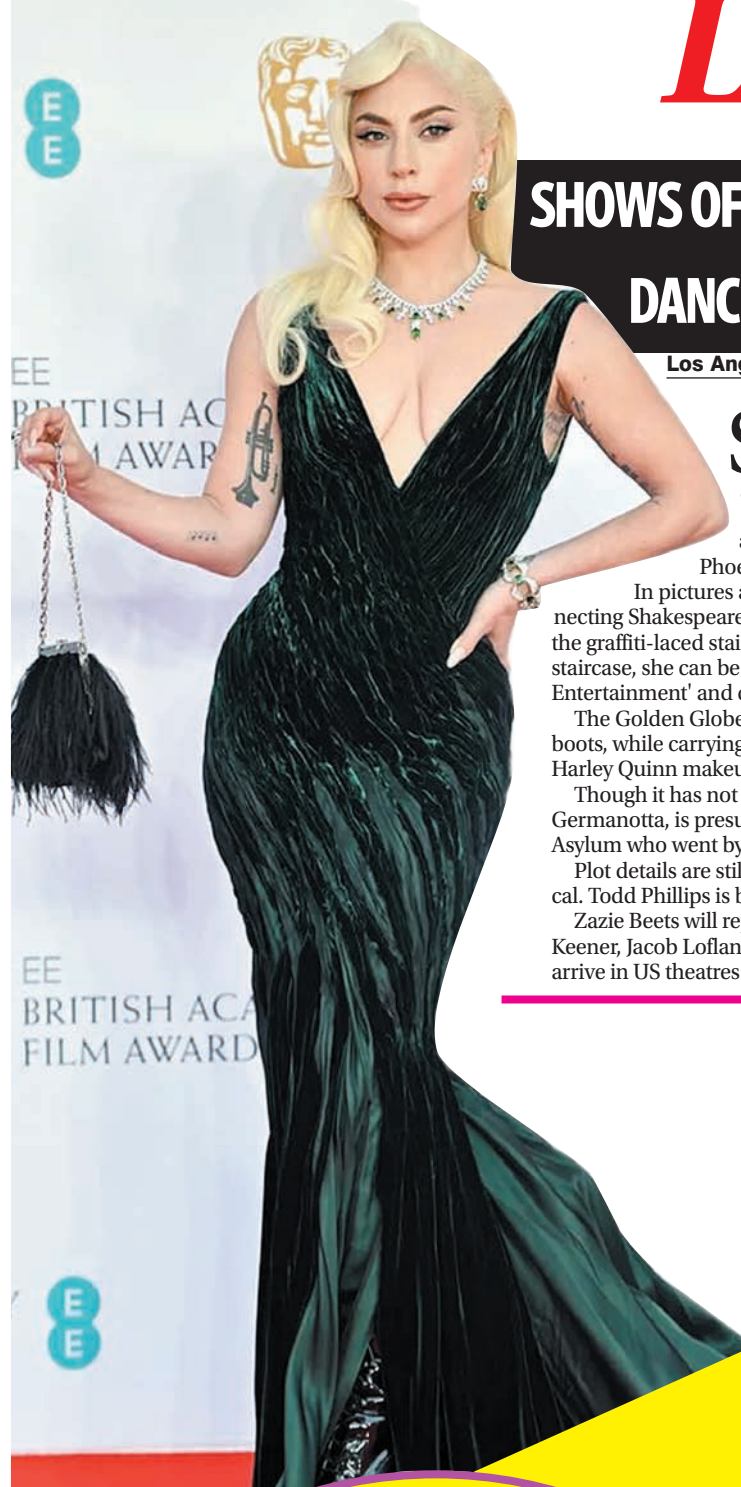 E
E
EE
BRITISH AC
FILM AWAR
EE
BRITISH ACA
FILM AWARD
E
E
SHOWS OF
DANC
Los Ang
S
a
Phoe
In pictures a
necting Shakespeare
the graffiti-laced stai
staircase, she can be
Entertainment' and
The Golden Globe
boots, while carrying
Harley Quinn makeu
Though it has not
Germanotta, is presu
Asylum who went by
Plot details are stil
cal. Todd Phillips is b
Zazie Beets will re
Keener, Jacob Loflan
arrive in US theatres